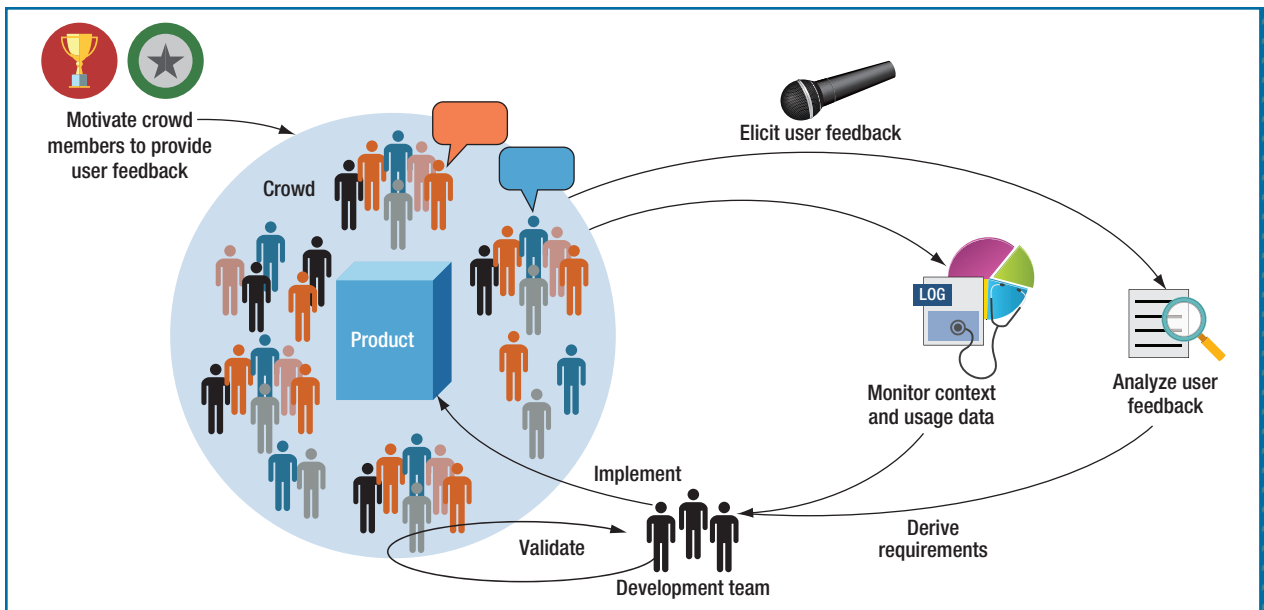 Motivate crowd
members to provide
user feedback
Crowd
Elicit user feedback
Product
LOG
Monitor context
and usage data
Analyze user
feedback
Implement
Validate
Derive
requirements
Development team